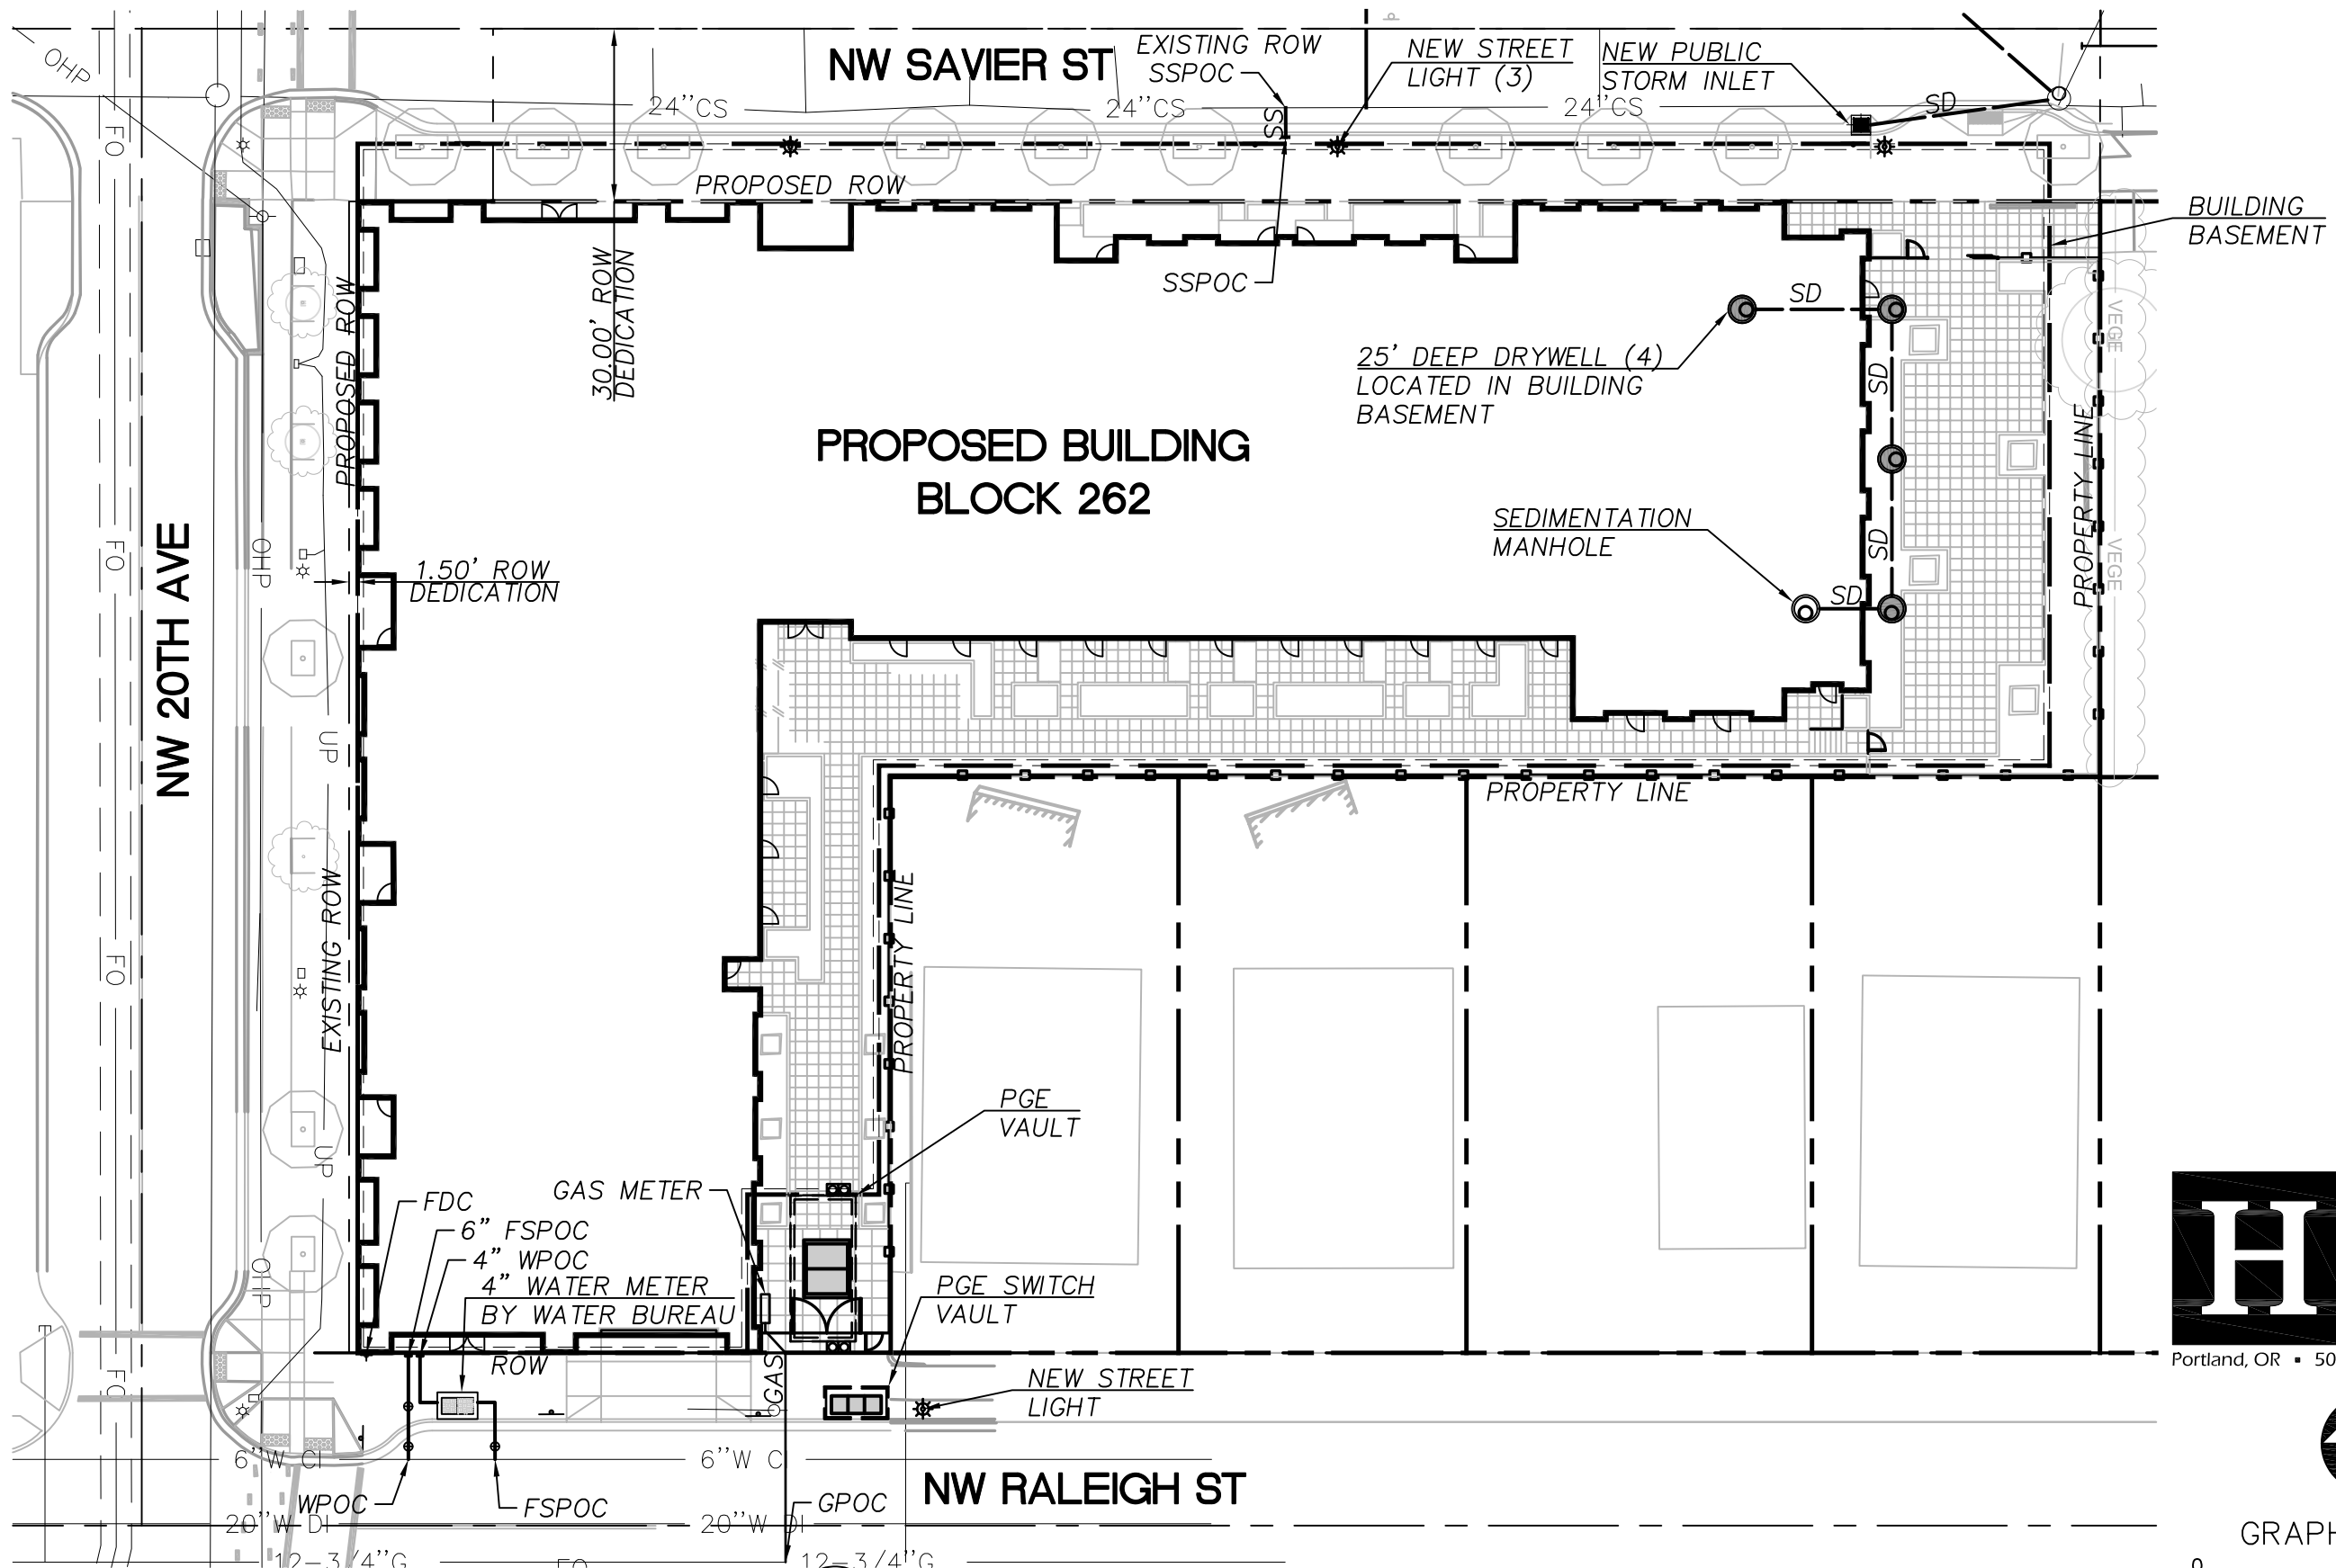 NW SAVIER ST
EXISTING ROW
SSPOC
NEW STREET
LIGHT (3)
NEW PUBLIC
STORM INLET
OHP
FO
24"CS
24"CS
24"CS
SS
SD
PROPOSED ROW
BUILDING
BASEMENT
SSPOC
30.00' ROW
DEDICATION
PROPOSED ROW
SD
25' DEEP DRYWELL (4)
LOCATED IN BUILDING
BASEMENT
SD
VEGE
PROPOSED BUILDING
BLOCK 262
PROPERTY LINE
SEDIMENTATION
MANHOLE
SD
SD
VEGE
NW 20TH AVE
FO
OHP
1.50' ROW
DEDICATION
UP
PROPERTY LINE
EXISTING ROW
FO
PROPERTY LINE
PGE
VAULT
UP
GAS METER
FDC
6" FSPOC
4" WPOC
4" WATER METER
BY WATER BUREAU
OHP
PGE SWITCH
VAULT
H
Portland, OR ▪ 50
ROW
GAS
NEW STREET
LIGHT
6"W CI
6"W C
NW RALEIGH ST
WPOC
FSPOC
GPOC
20"W DI
20"W DI
GRAPH
12-3/4"G
FO
12-3/4"G
0